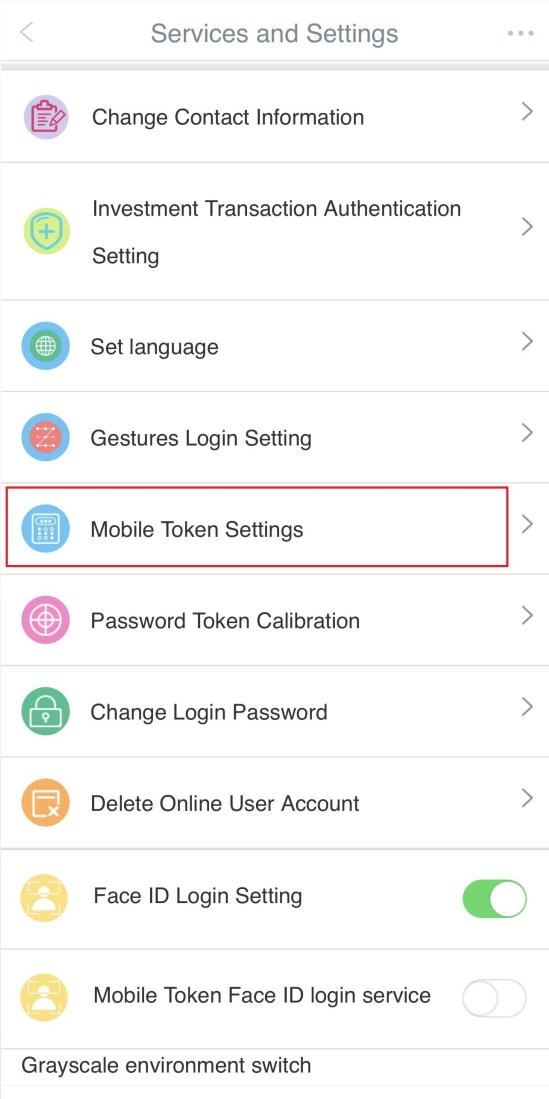 Services and Settings
Change Contact Information
Investment Transaction Authentication
Setting
Set language
Gestures Login Setting
Mobile Token Settings
Password Token Calibration
Change Login Password
Delete Online User Account
Face ID Login Setting
Mobile Token Face ID login service
Grayscale environment switch